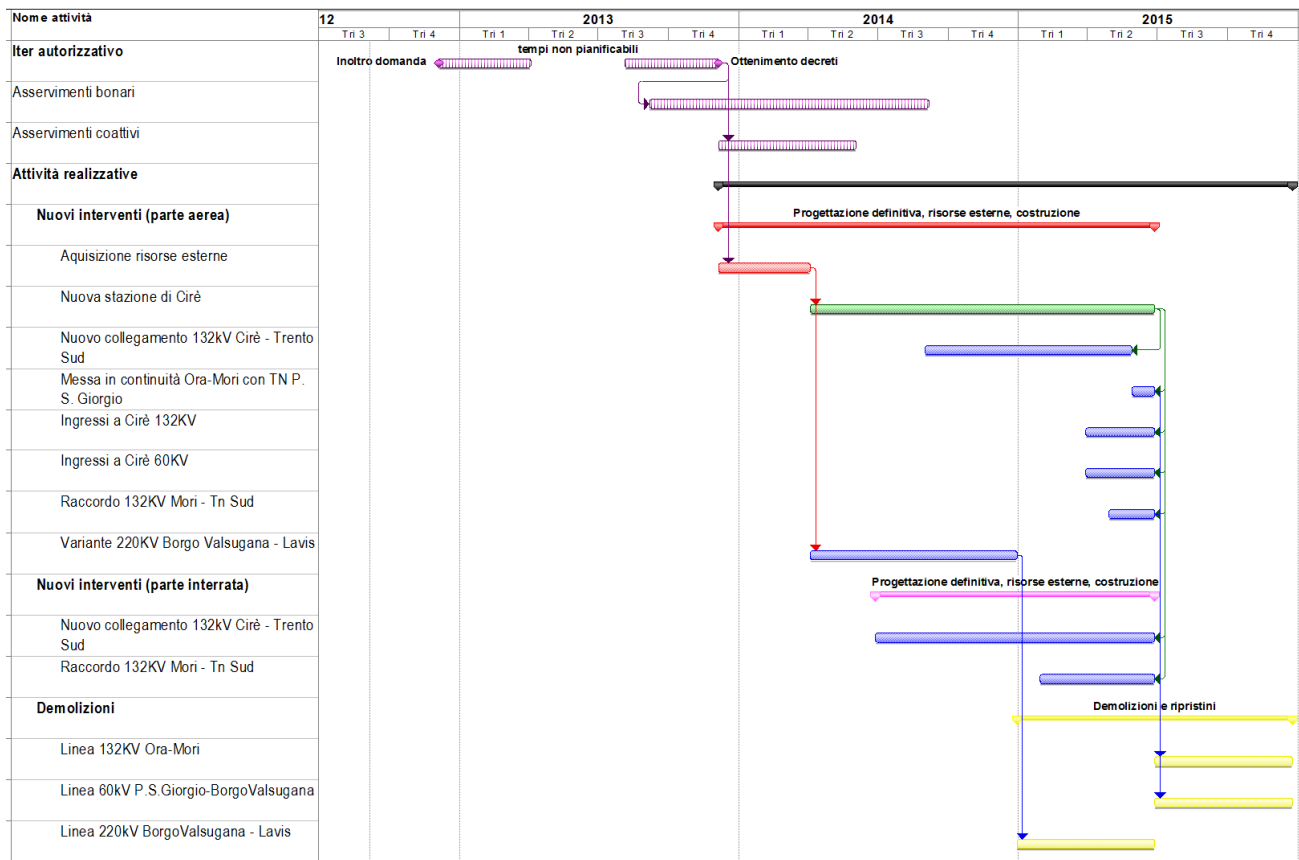 Nome attività
12
2013
2014
2015
Tri 3
Tri 4
Tri 1
Tri 2
Tri 3
Tri 4
Tri 1
Tri 2
Tri 3
Tri 4
Tri 1
Tri 2
Tri 3
Tri 4
Iter autorizzativo
tempi non pianificabili
Inoltro domanda
Ottenimento decreti
Asservimenti bonari
Asservimenti coattivi
Attività realizzative
Nuovi interventi (parte aerea)
Progettazione definitiva, risorse esterne, costruzione
Aquisizione risorse esterne
Nuova stazione di Cirè
Nuovo collegamento 132kV Cirè - Trento
Sud
Messa in continuità Ora-Mori con TN P.
S. Giorgio
Ingressi a Cirè 132KV
Ingressi a Cirè 60KV
Raccordo 132KV Mori - Tn Sud
Variante 220KV Borgo Valsugana - Lavis
Nuovi interventi (parte interrata)
Progettazione definitiva, risorse esterne, costruzione
Nuovo collegamento 132kV Cirè - Trento
Sud
Raccordo 132KV Mori - Tn Sud
Demolizioni
Demolizioni e ripristini
Linea 132KV Ora-Mori
Linea 60kV P.S.Giorgio-BorgoValsugana
Linea 220kV BorgoValsugana - Lavis